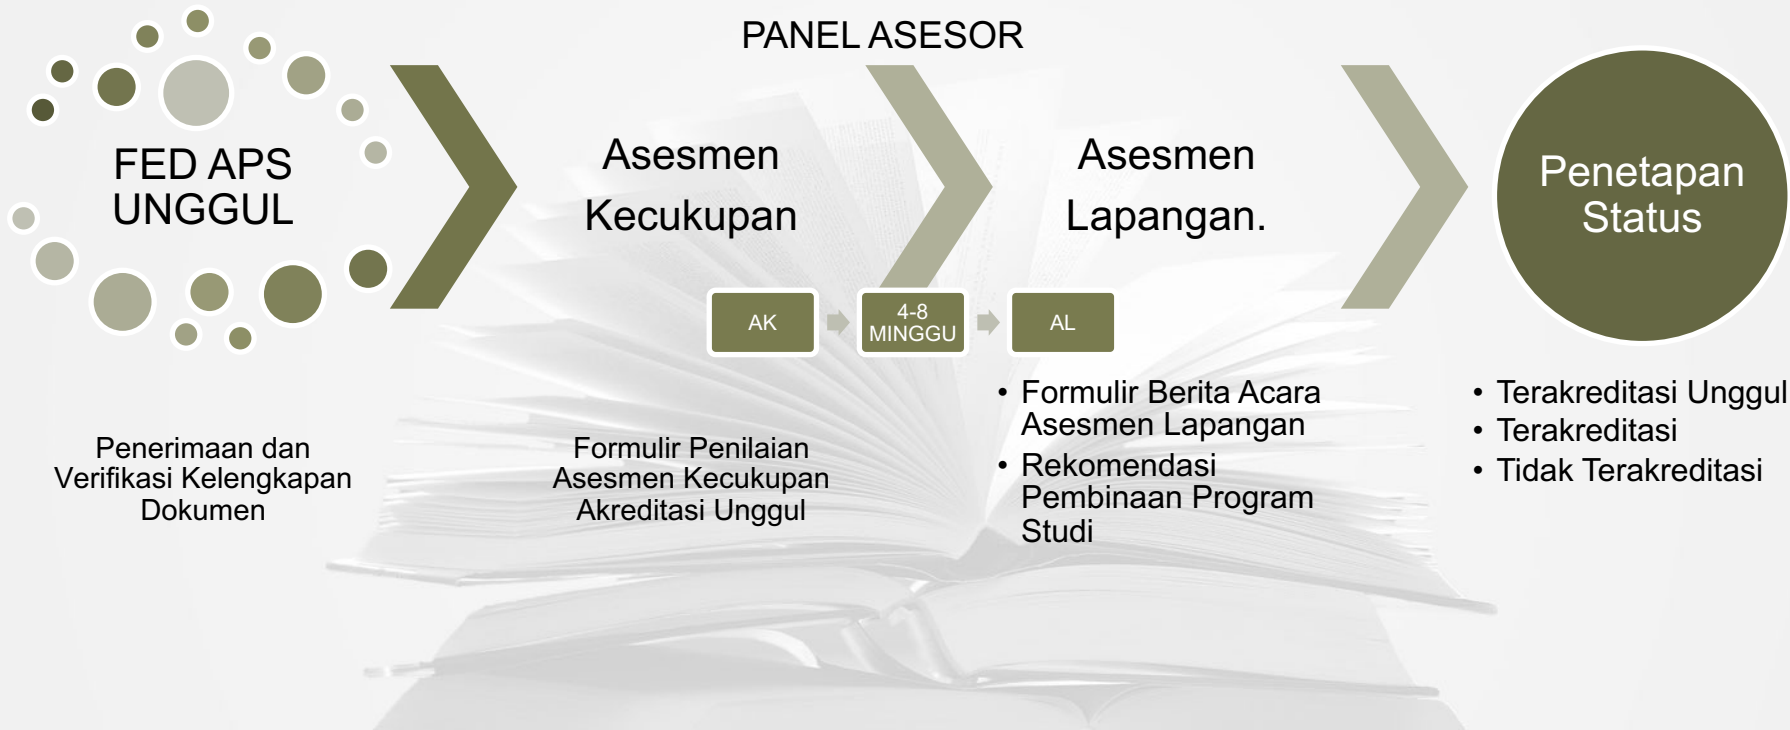 PANEL ASESOR
FED APS
UNGGUL
Asesmen
Kecukupan
Asesmen
Lapangan.
Penetapan
Status
AK
4-8
MINGGU
AL
Penerimaan dan
Verifikasi Kelengkapan
Dokumen
Formulir Penilaian
Asesmen Kecukupan
Akreditasi Unggul
• Formulir Berita Acara
Asesmen Lapangan
• Rekomendasi
Pembinaan Program
Studi
• Terakreditasi Unggul
• Terakreditasi
• Tidak Terakreditasi